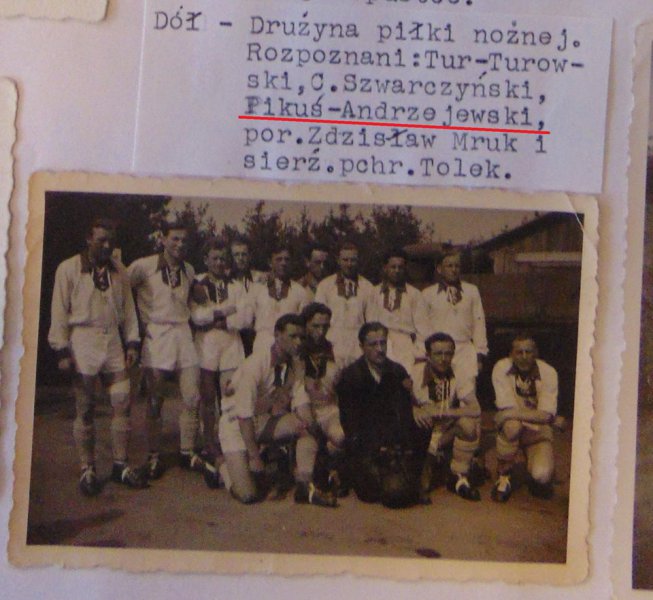 Dół - Drużyna piłki nożnej.
Rozpoznani:Tur-Turow-
ski,C.Szwarczyński,
Pikuś-Andrzejewski,
por.Zdzisław Mruk i
sierż.pchr.Tolek.